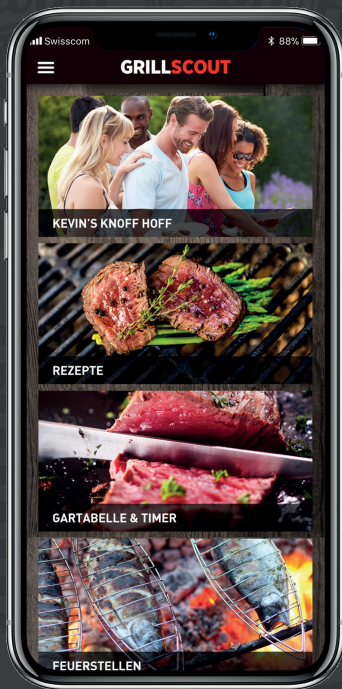 Swisscom
88%
GRILLSCOUT
KEVIN'S KNOFF HOFF
REZEPTE
GARTABELLE & TIMER
FEUERSTELLEN